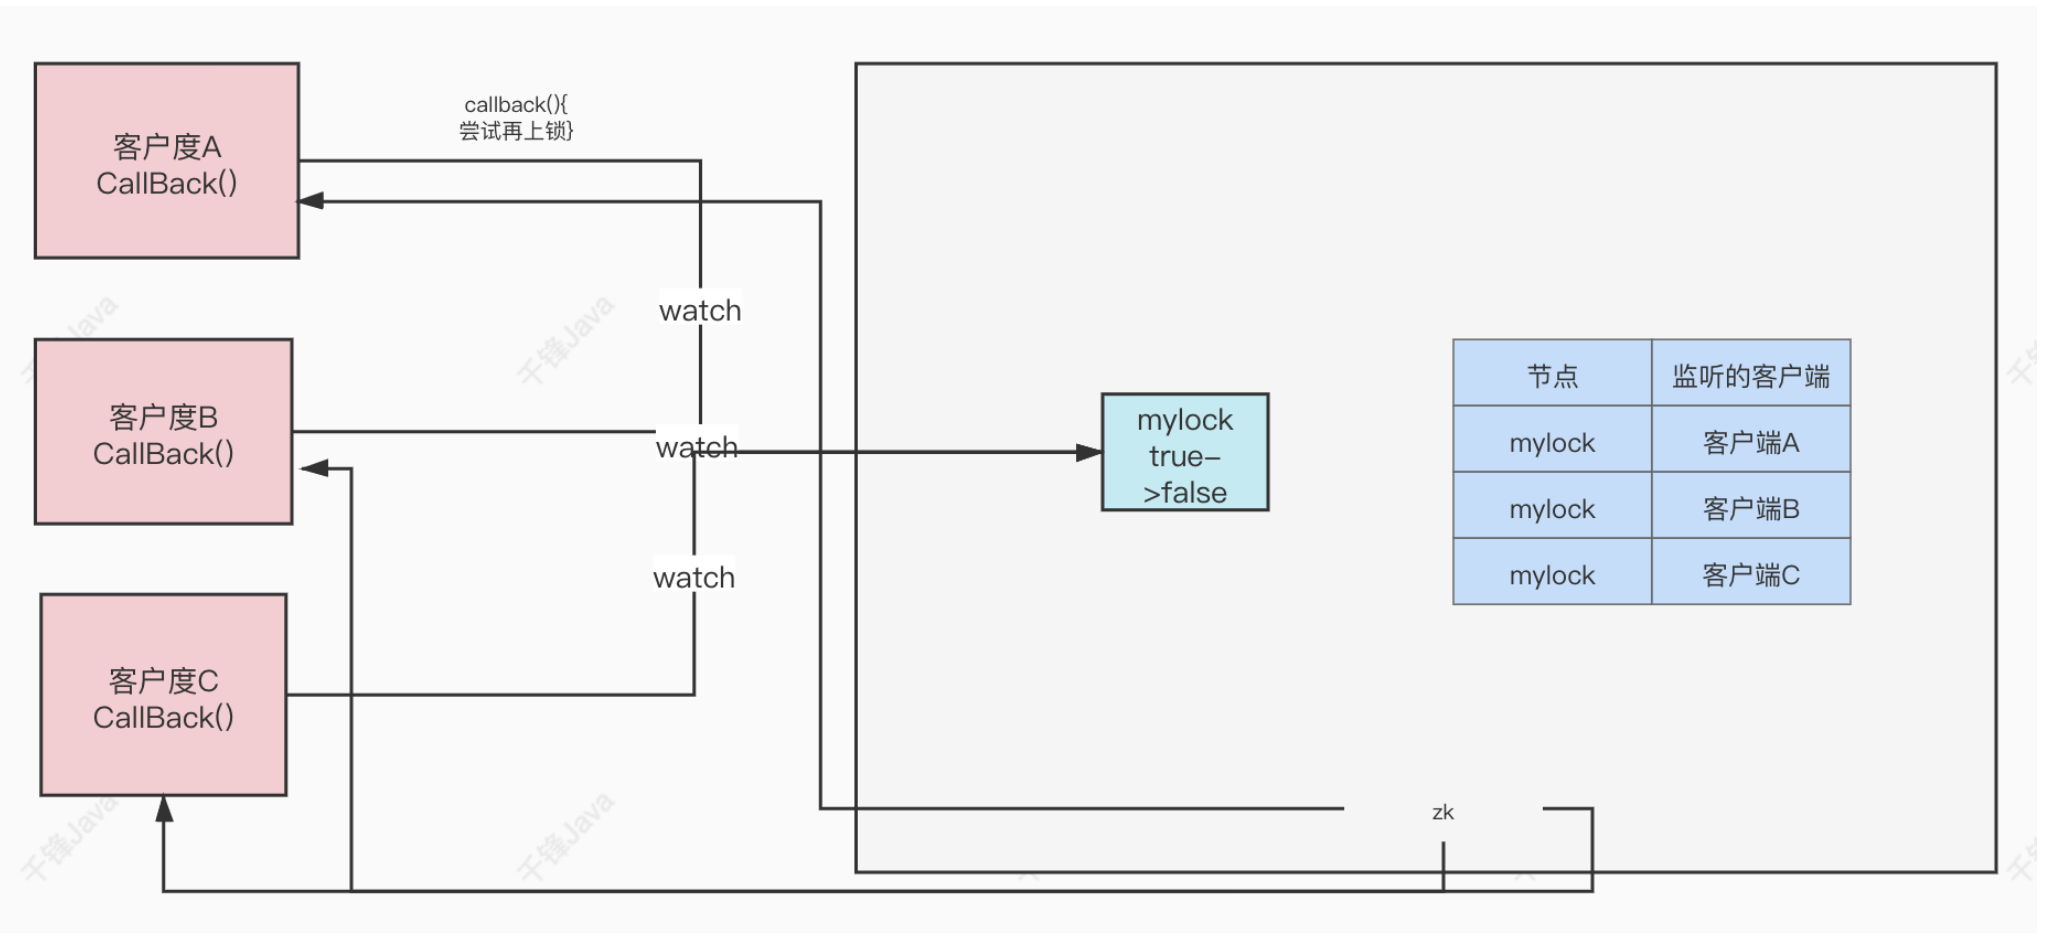 callback(){
尝试再上锁}
客户度A
CallBack()
watch
客户度B
CallBack()
watch
mylock
true–
>false
节点 监听的客户端
mylock 客户端A
mylock 客户端B
mylock 客户端C
watch
客户度C
CallBack()
zk
千锋Java
千锋Java
千锋Java
千锋Java